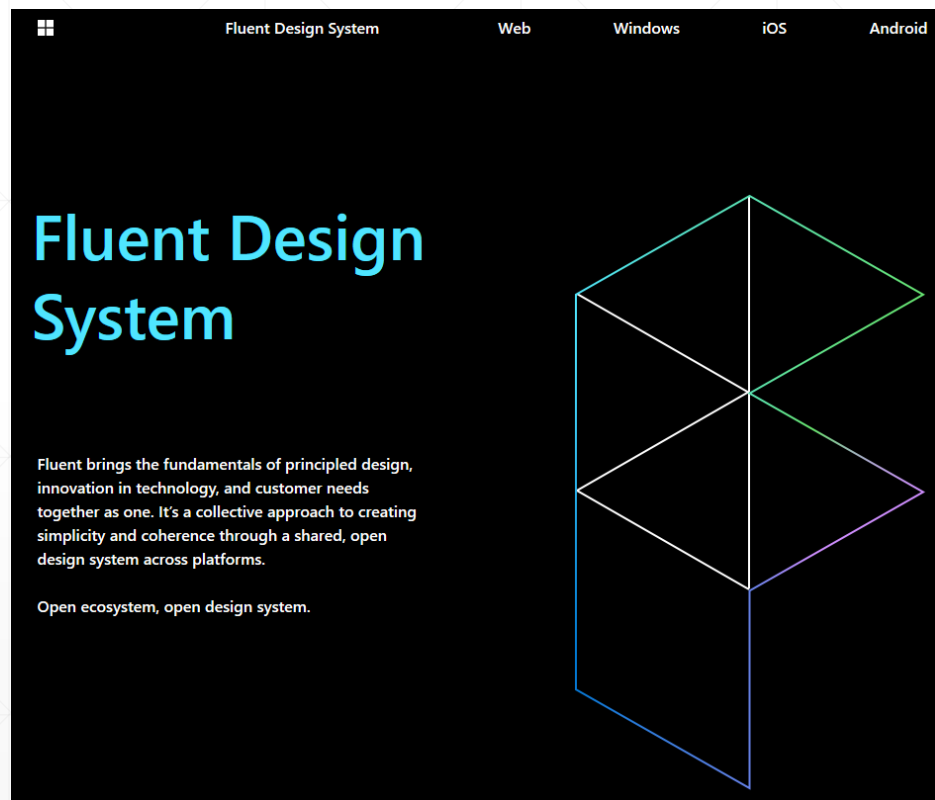 Fluent Design System Web Windows iOS Android
Fluent Design
System
Fluent brings the fundamentals of principled design,
innovation in technology, and customer needs
together as one. It’s a collective approach to creating
simplicity and coherence through a shared, open
design system across platforms.
Open ecosystem, open design system.